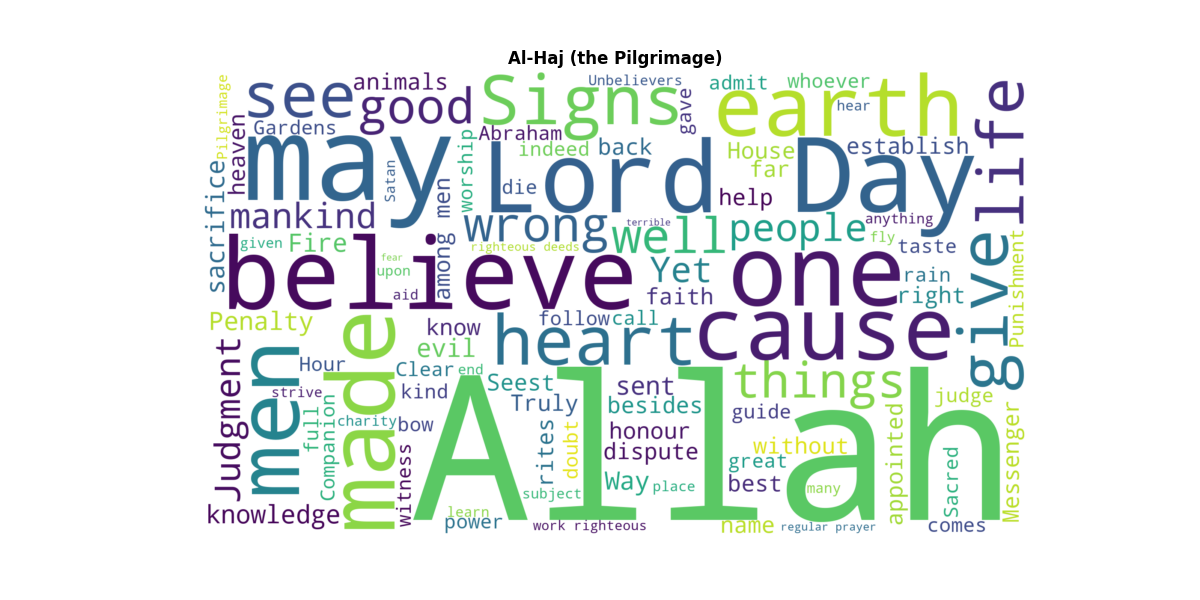 Al-Haj (the Pilgrimage)
Pilgrimage
see
animals
good
Signs
Unbelievers
gave
admit
whoever
earth
hear
life
heaven
Gardens
may
Satan
worship
Abraham
indeed
back
Lord
die
House
far
Day
establish
help
sacrifice
mankind
men
among
wrong
terrible
well
people
anything
fly
taste
give
given
Fire
believe
fear
upon
aid
righteous deeds
Yet
faith
one
rain
right
Punishment
Penalty
made
know
evil
heart
follow
call
cause
Judgment
men
Hour
strive
Clear
end
kind
Seest
Truly
sent
besides
things
guide
judge
full
Companion
charity
bow
Allah
rites
doubt
honour
dispute
without
great
best
many
appointed
Sacred
Messenger
witness
Way
place
subject
knowledge
learn
power
work righteous
name
regular prayer
comes